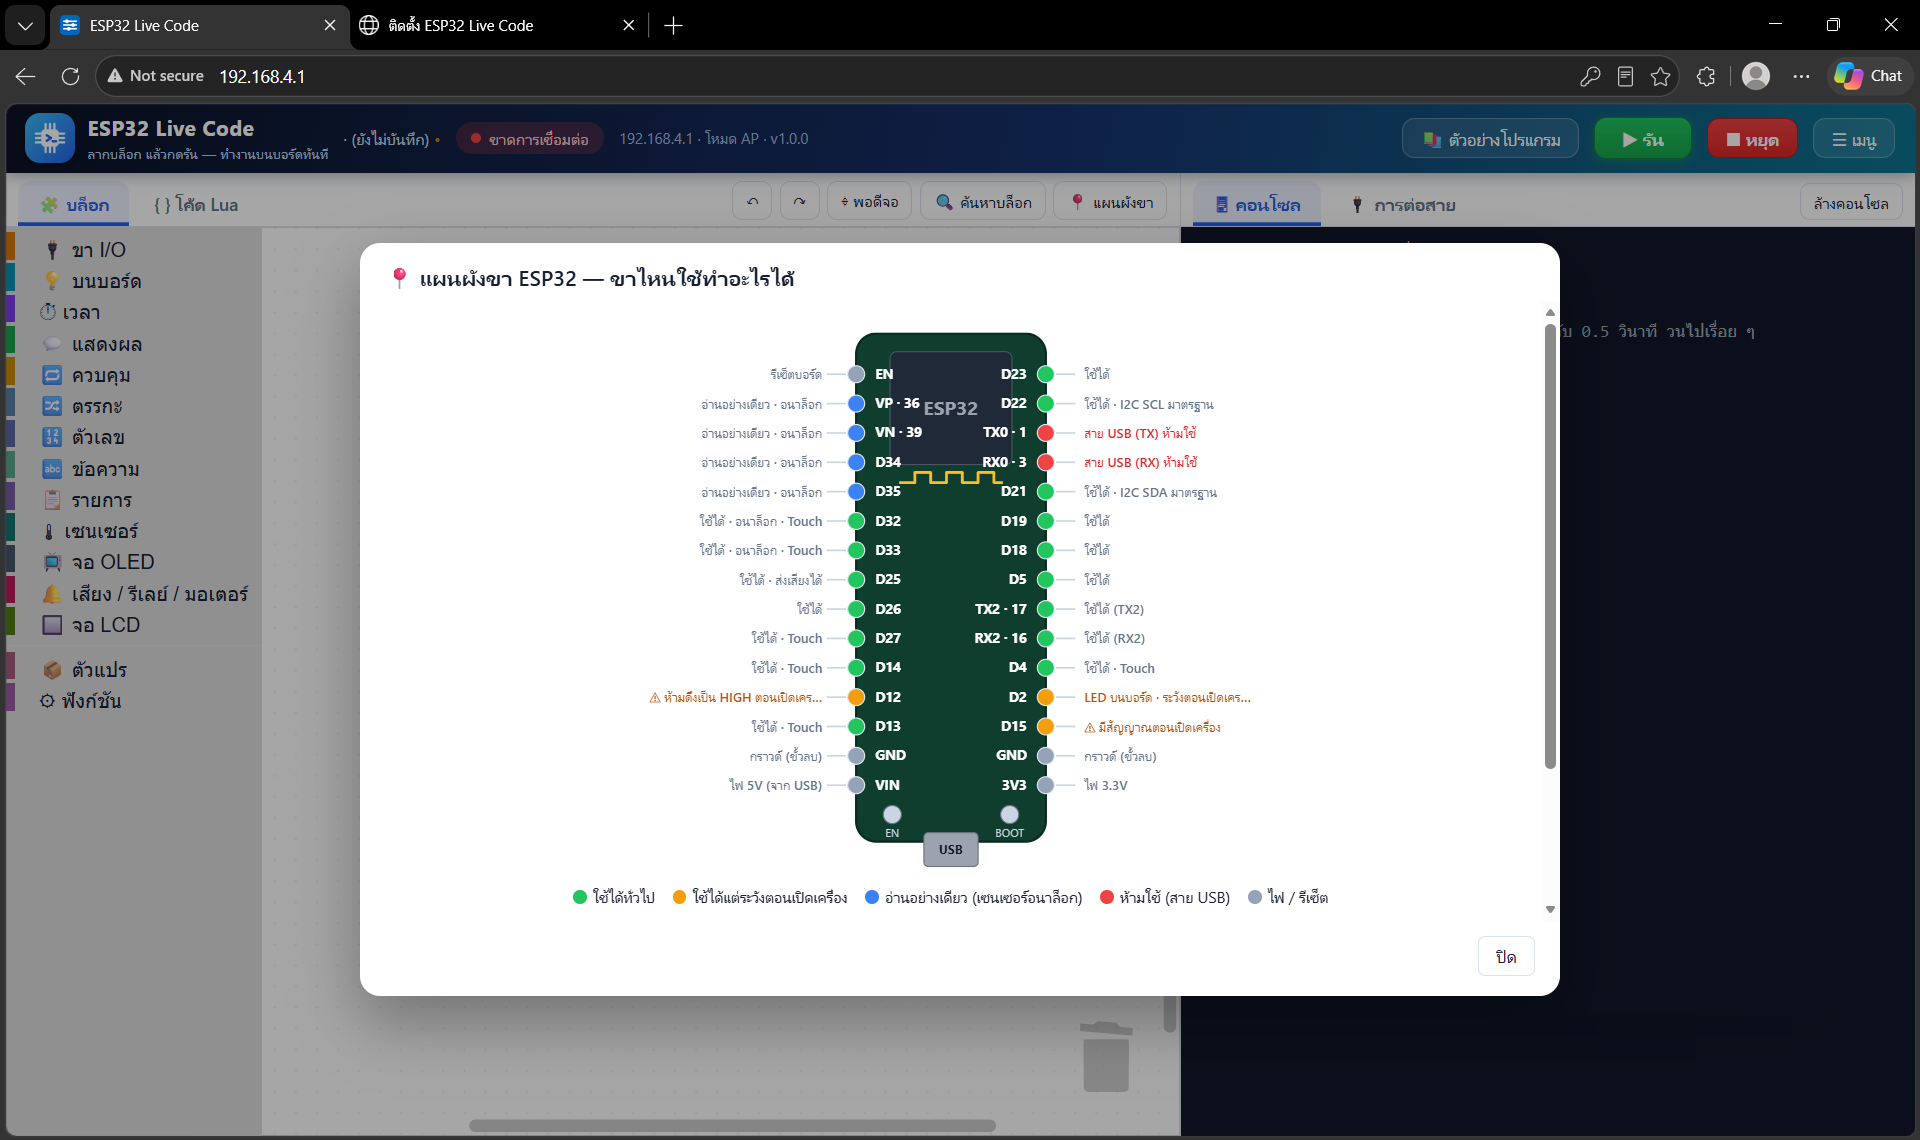 ESP32 Live Code
ติดตั้ง ESP32 Live Code
Not secure 192.168.4.1
Chat
ESP32 Live Code
ลากบล็อก แล้วกดรัน — ทำงานบนบอร์ดทันที
· (ยังไม่บันทึก) •
ขาดการเชื่อมต่อ
192.168.4.1 · โหมด AP · v1.0.0
ตัวอย่างโปรแกรม
รัน
หยุด
เมนู
บล็อก
{ } โค้ด Lua
พอดีจอ
ค้นหาบล็อก
แผนผังขา
คอนโซล
การต่อสาย
ล้างคอนโซล
ขา I/O
บนบอร์ด
เวลา
แสดงผล
ควบคุม
ตรรกะ
ตัวเลข
ข้อความ
รายการ
เซนเซอร์
จอ OLED
เสียง / รีเลย์ / มอเตอร์
จอ LCD
ตัวแปร
ฟังก์ชัน
0.5 วินาที วนไปเรื่อย ๆ
แผนผังขา ESP32 — ขาไหนใช้ทำอะไรได้
ESP32
รีเซ็ตบอร์ด EN D23 ใช้ได้
อ่านอย่างเดียว · อนาล็อก VP · 36 D22 ใช้ได้ · I2C SCL มาตรฐาน
อ่านอย่างเดียว · อนาล็อก VN · 39 TX0 · 1 สาย USB (TX) ห้ามใช้
อ่านอย่างเดียว · อนาล็อก D34 RX0 · 3 สาย USB (RX) ห้ามใช้
อ่านอย่างเดียว · อนาล็อก D35 D21 ใช้ได้ · I2C SDA มาตรฐาน
ใช้ได้ · อนาล็อก · Touch D32 D19 ใช้ได้
ใช้ได้ · อนาล็อก · Touch D33 D18 ใช้ได้
ใช้ได้ · ส่งเสียงได้ D25 D5 ใช้ได้
ใช้ได้ D26 TX2 · 17 ใช้ได้ (TX2)
ใช้ได้ · Touch D27 RX2 · 16 ใช้ได้ (RX2)
ใช้ได้ · Touch D14 D4 ใช้ได้ · Touch
⚠ ห้ามดึงเป็น HIGH ตอนเปิดเคร... D12 D2 LED บนบอร์ด · ระวังตอนเปิดเคร...
ใช้ได้ · Touch D13 D15 ⚠ มีสัญญาณตอนเปิดเครื่อง
กราวด์ (ขั้วลบ) GND GND กราวด์ (ขั้วลบ)
ไฟ 5V (จาก USB) VIN 3V3 ไฟ 3.3V
EN BOOT
USB
ใช้ได้ทั่วไป ใช้ได้แต่ระวังตอนเปิดเครื่อง อ่านอย่างเดียว (เซนเซอร์อนาล็อก) ห้ามใช้ (สาย USB) ไฟ / รีเซ็ต
ปิด